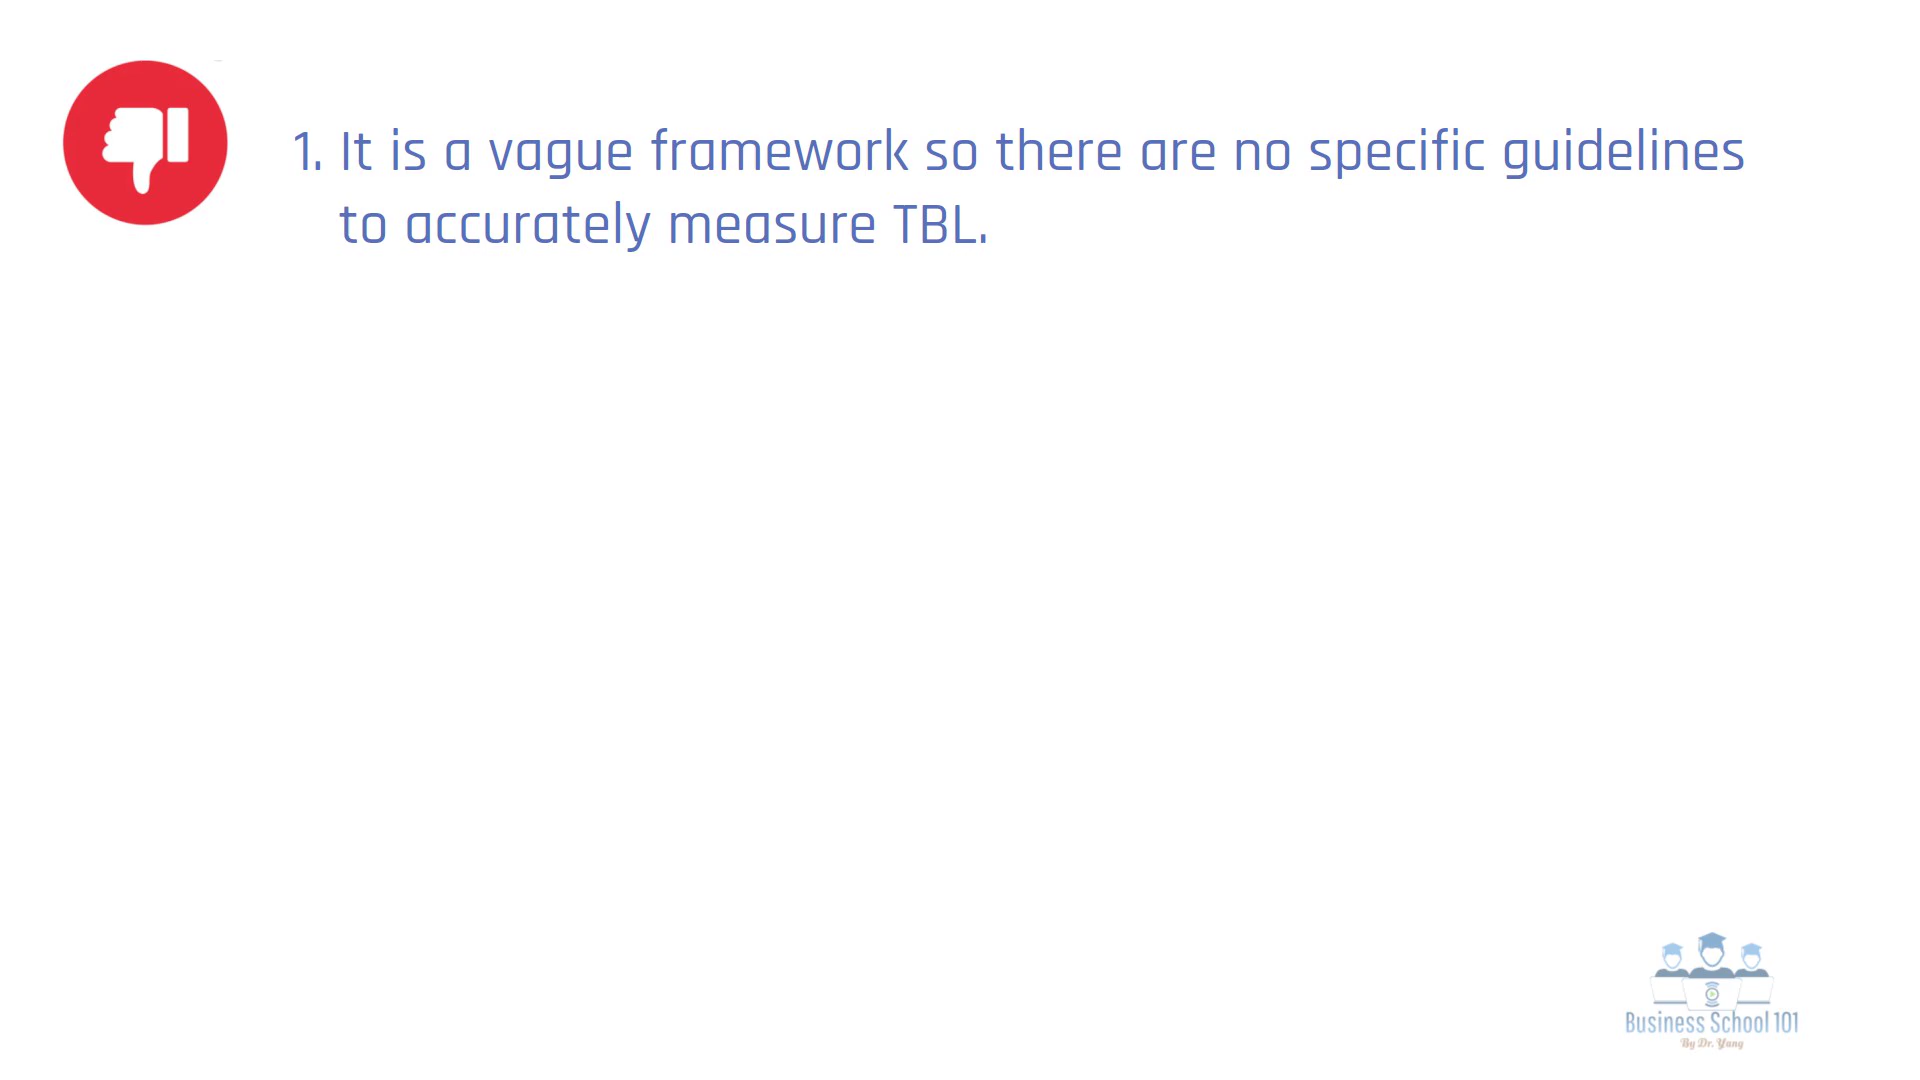 1. It is a vague framework so there are no specific guidelines
to accurately measure TBL.
Business School 101
By Dr. Yang